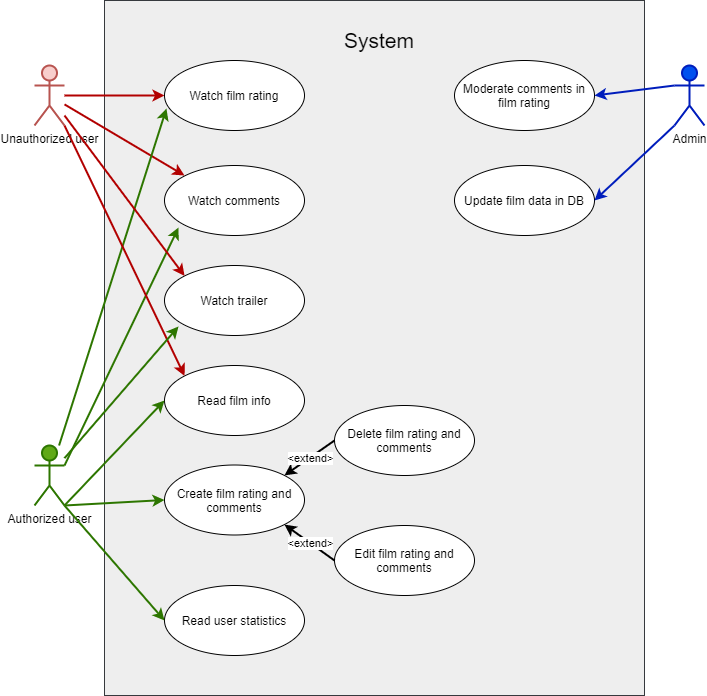 System
Unauthorized user
Watch film rating
Moderate comments in
film rating
Admin
Watch comments
Update film data in DB
Watch trailer
Read film info
Delete film rating and
comments
<extend>
Authorized user
Create film rating and
comments
<extend>
Edit film rating and
comments
Read user statistics